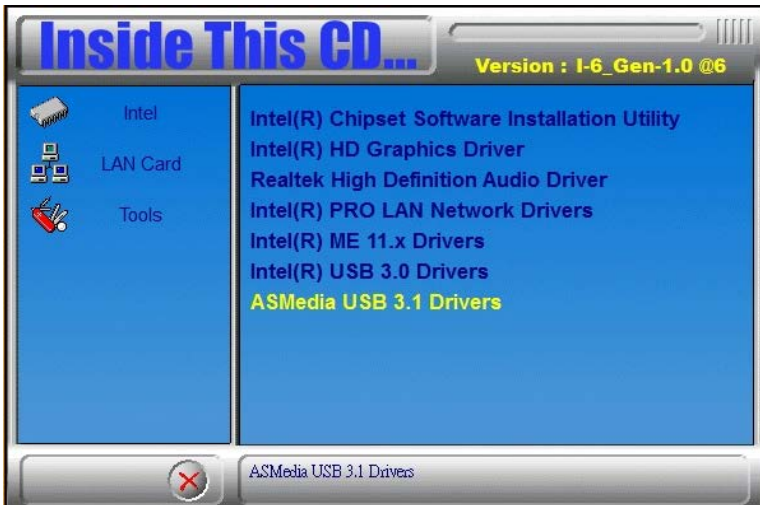 Inside This CD...
Version : I-6_Gen-1.0 @6
Intel
LAN Card
Tools
Intel(R) Chipset Software Installation Utility
Intel(R) HD Graphics Driver
Realtek High Definition Audio Driver
Intel(R) PRO LAN Network Drivers
Intel(R) ME 11.x Drivers
Intel(R) USB 3.0 Drivers
ASMedia USB 3.1 Drivers
ASMedia USB 3.1 Drivers